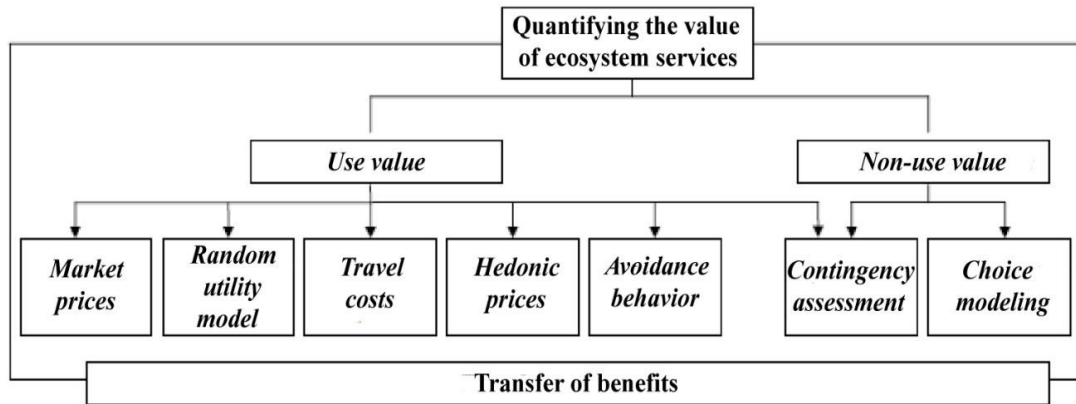 Quantifying the value
of ecosystem services
Use value
Non-use value
Market
prices
Random
utility
model
Travel
costs
Hedonic
prices
Avoidance
behavior
Contingency
assessment
Choice
modeling
Transfer of benefits